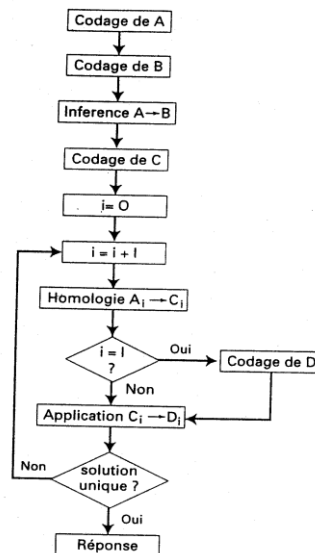 Codage de A
Codage de B
Inference A→B
Codage de C
i= O
i = i + I
Homologie Ai → Ci
i = I
?
Oui
Codage de D
Non
Application Ci → Di
Non
solution
unique ?
Oui
Réponse